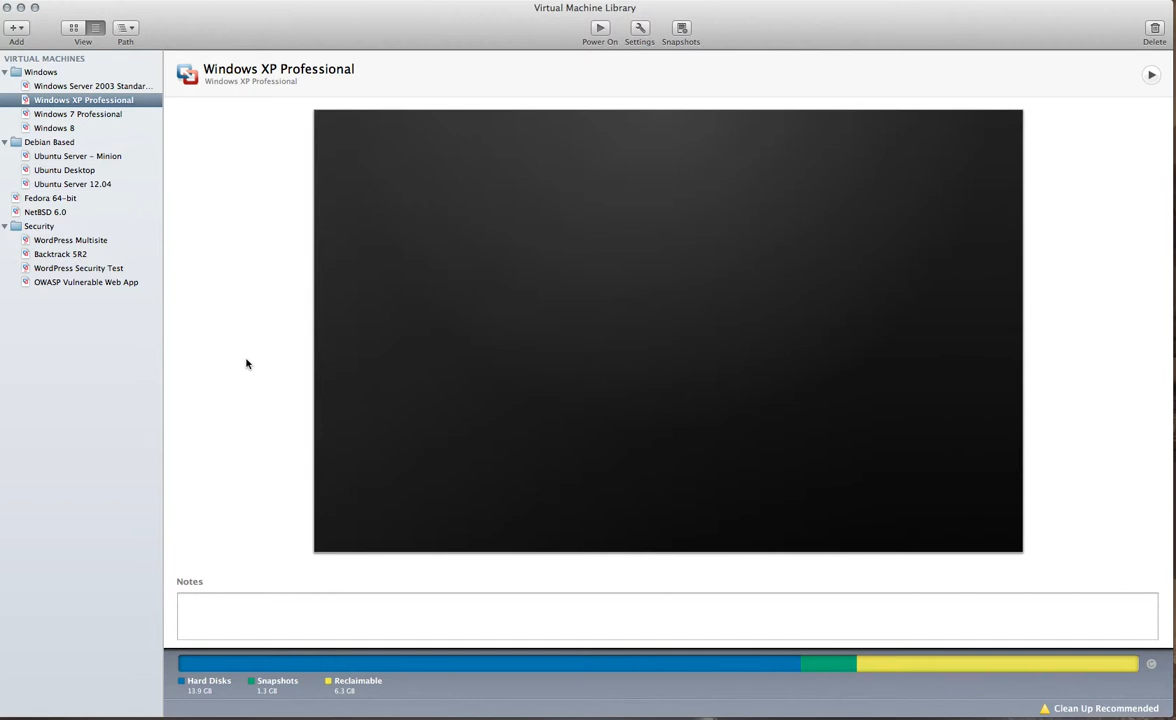 Virtual Machine Library
Add
View
Path
Power On
Settings
Snapshots
Delete
VIRTUAL MACHINES
Windows
Windows Server 2003 Standar...
Windows XP Professional
Windows 7 Professional
Windows 8
Debian Based
Ubuntu Server – Minion
Ubuntu Desktop
Ubuntu Server 12.04
Fedora 64-bit
NetBSD 6.0
Security
WordPress Multisite
Backtrack 5R2
WordPress Security Test
OWASP Vulnerable Web App
Windows XP Professional
Windows XP Professional
Notes
Hard Disks
13.9 GB
Snapshots
1.3 GB
Reclaimable
6.3 GB
Clean Up Recommended